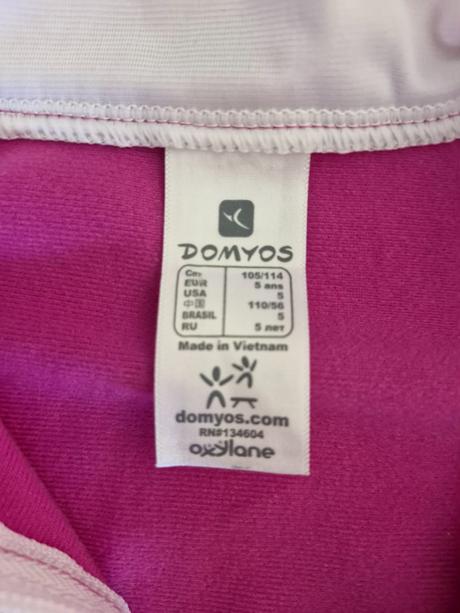 DOMYOS
Cm 105/114
EUR 5 ans
USA 5
中国 110/56
BRASIL 5
RU 5 лет
Made in Vietnam
domyos.com
RN#134604
oxylane